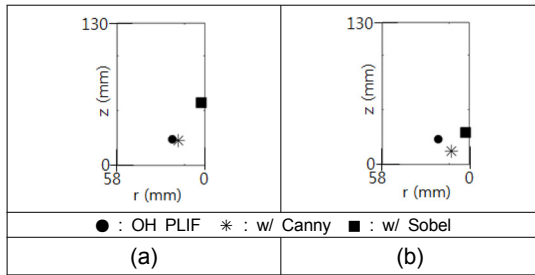 130
z (mm)
0
58
0
r (mm)
130
z (mm)
0
58
0
r (mm)
● : OH PLIF ✳ : w/ Canny ■ : w/ Sobel
(a)
(b)